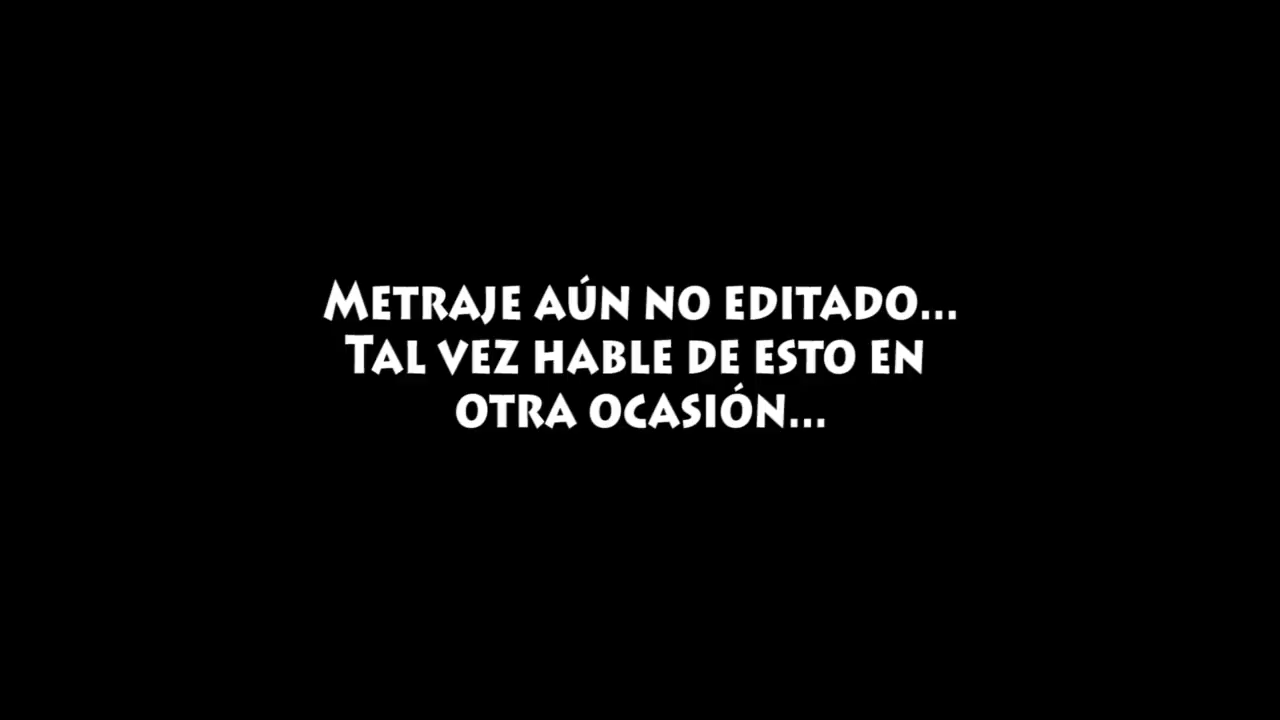 Metraje aún no editado...
Tal vez hable de esto en
otra ocasión...